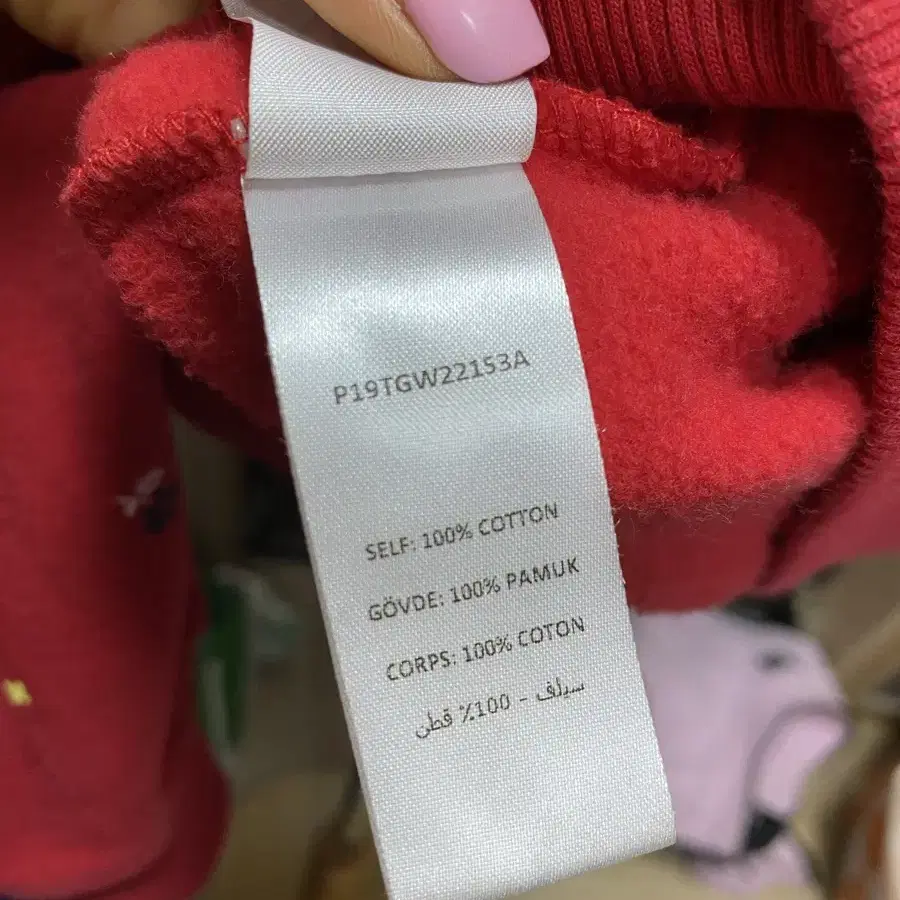 P19TGW22153A
SELF: 100% COTTON
GÖVDE: 100% PAMUK
CORPS: 100% COTON
سيلف - 100٪ قطن